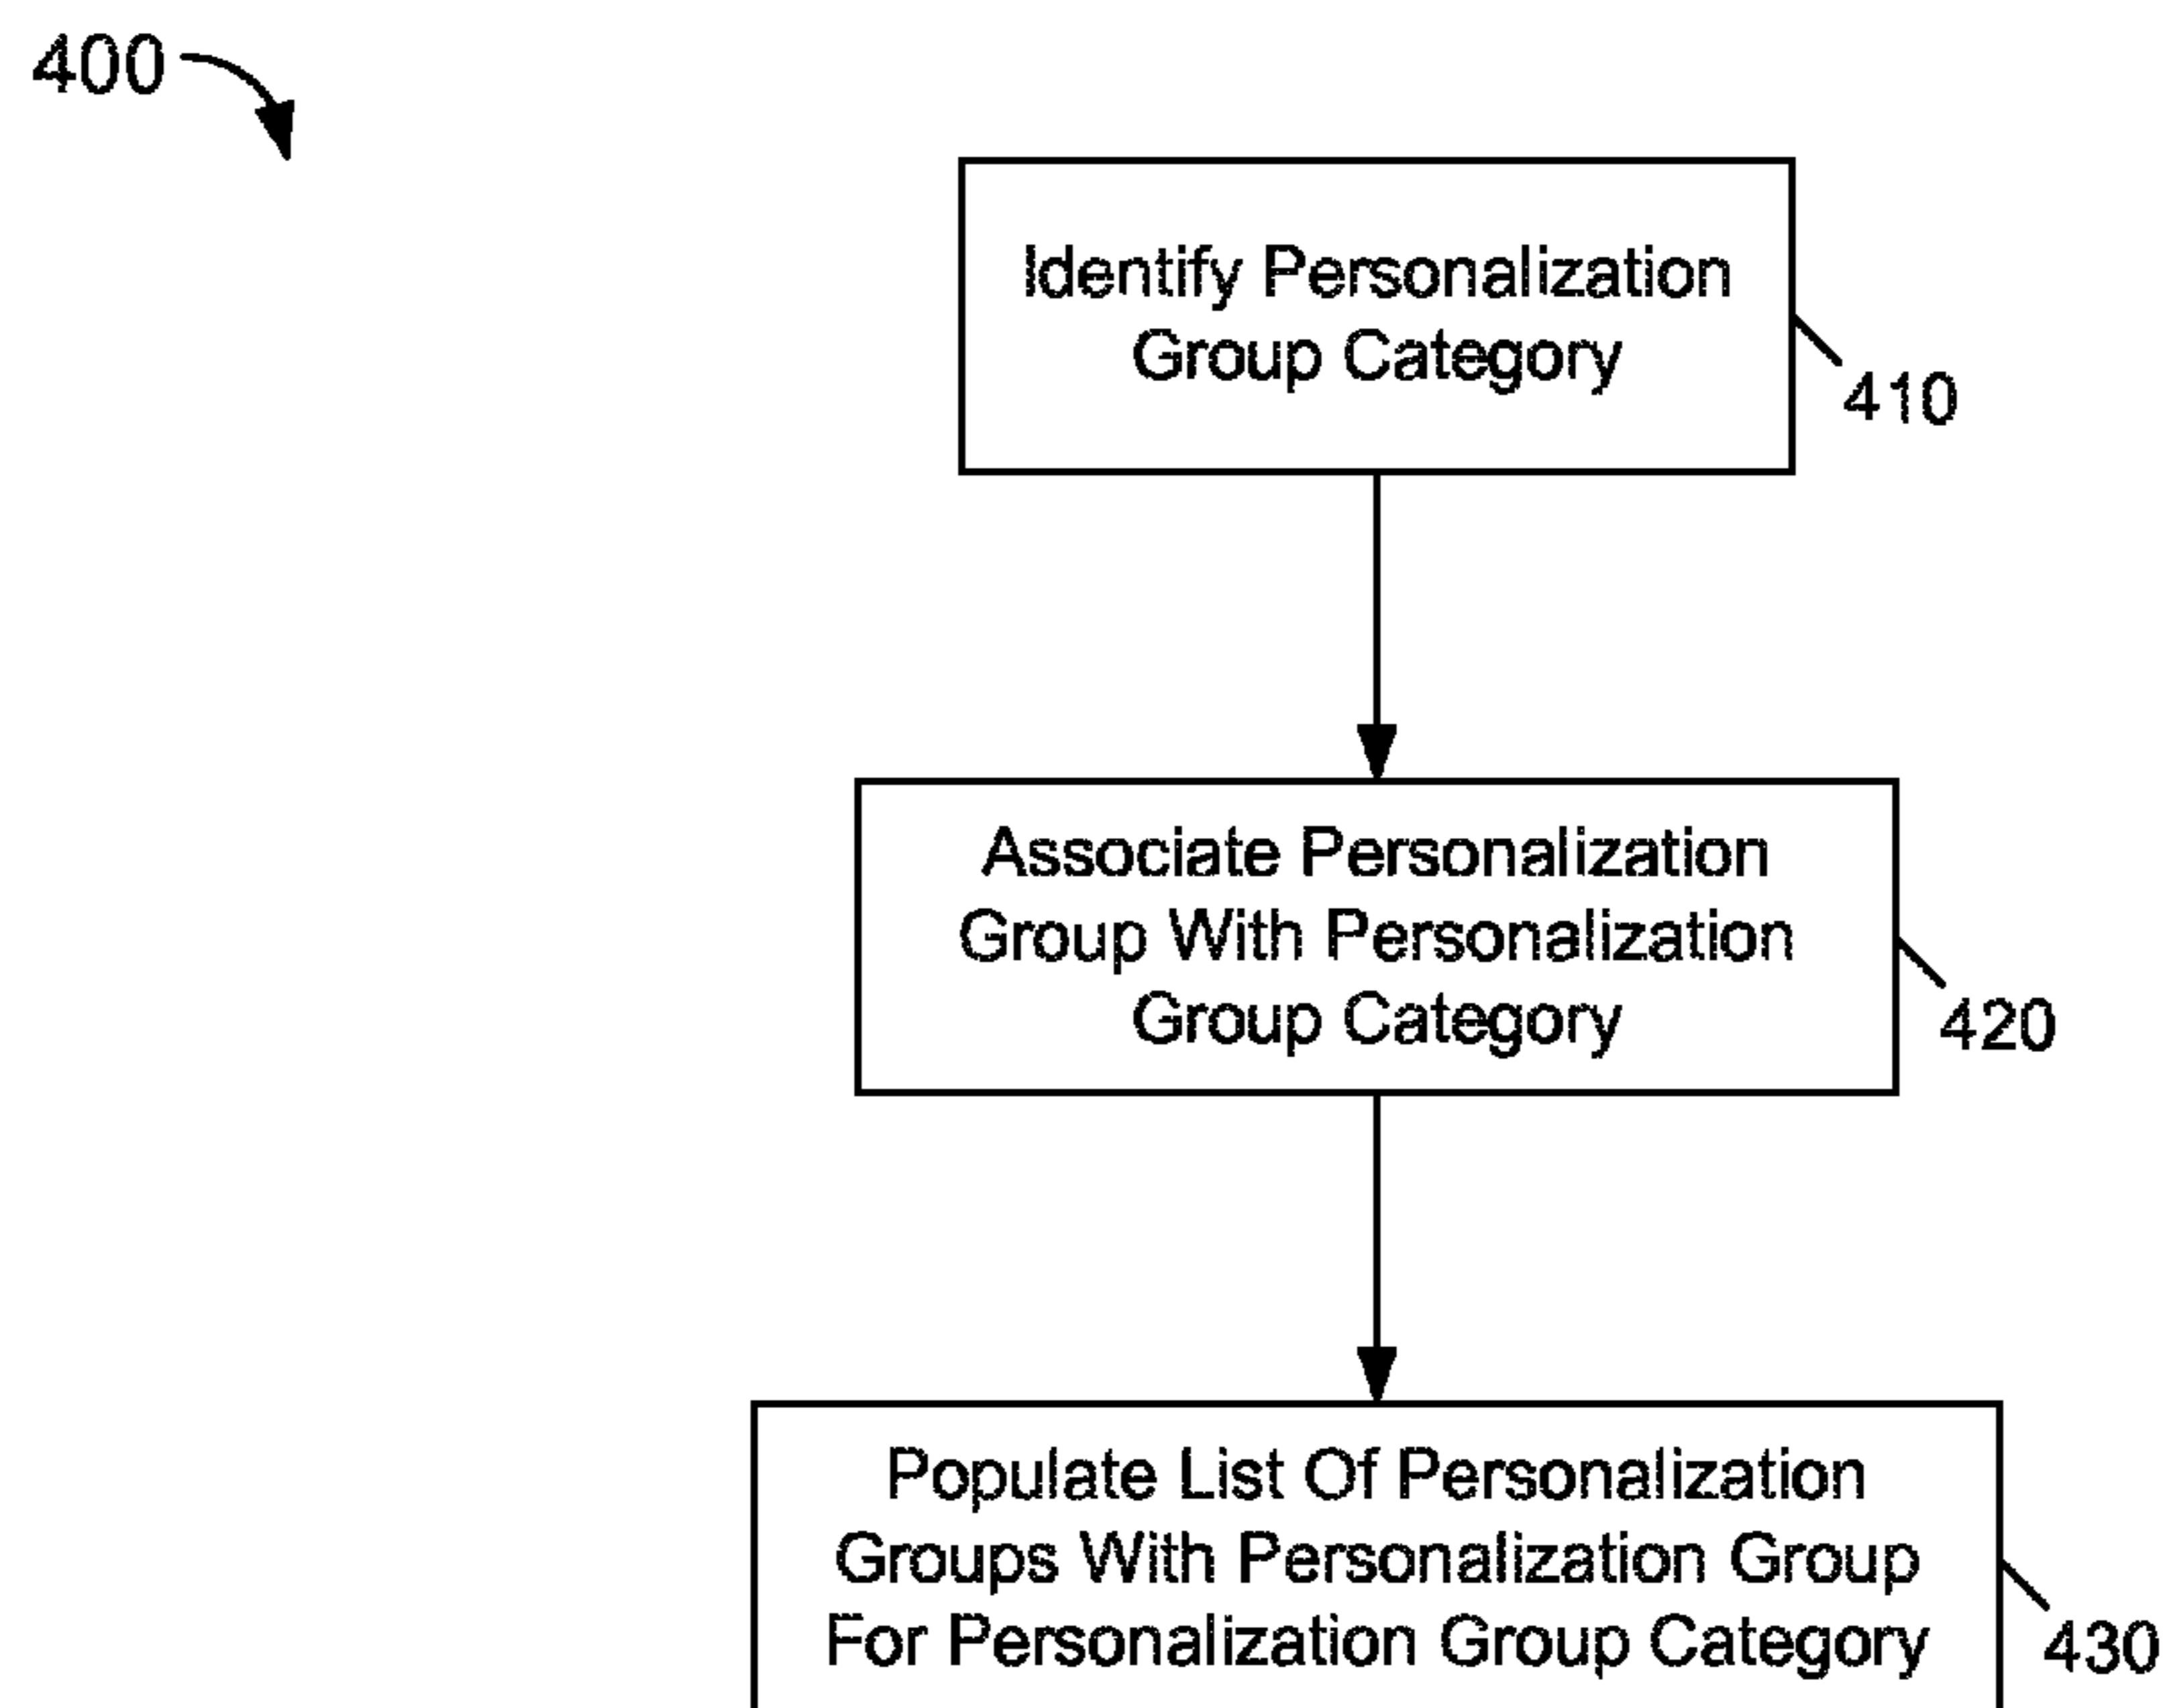 400
Identify Personalization
Group Category
410
Associate Personalization
Group With Personalization
Group Category
420
Populate List Of Personalization
Groups With Personalization Group
For Personalization Group Category
430